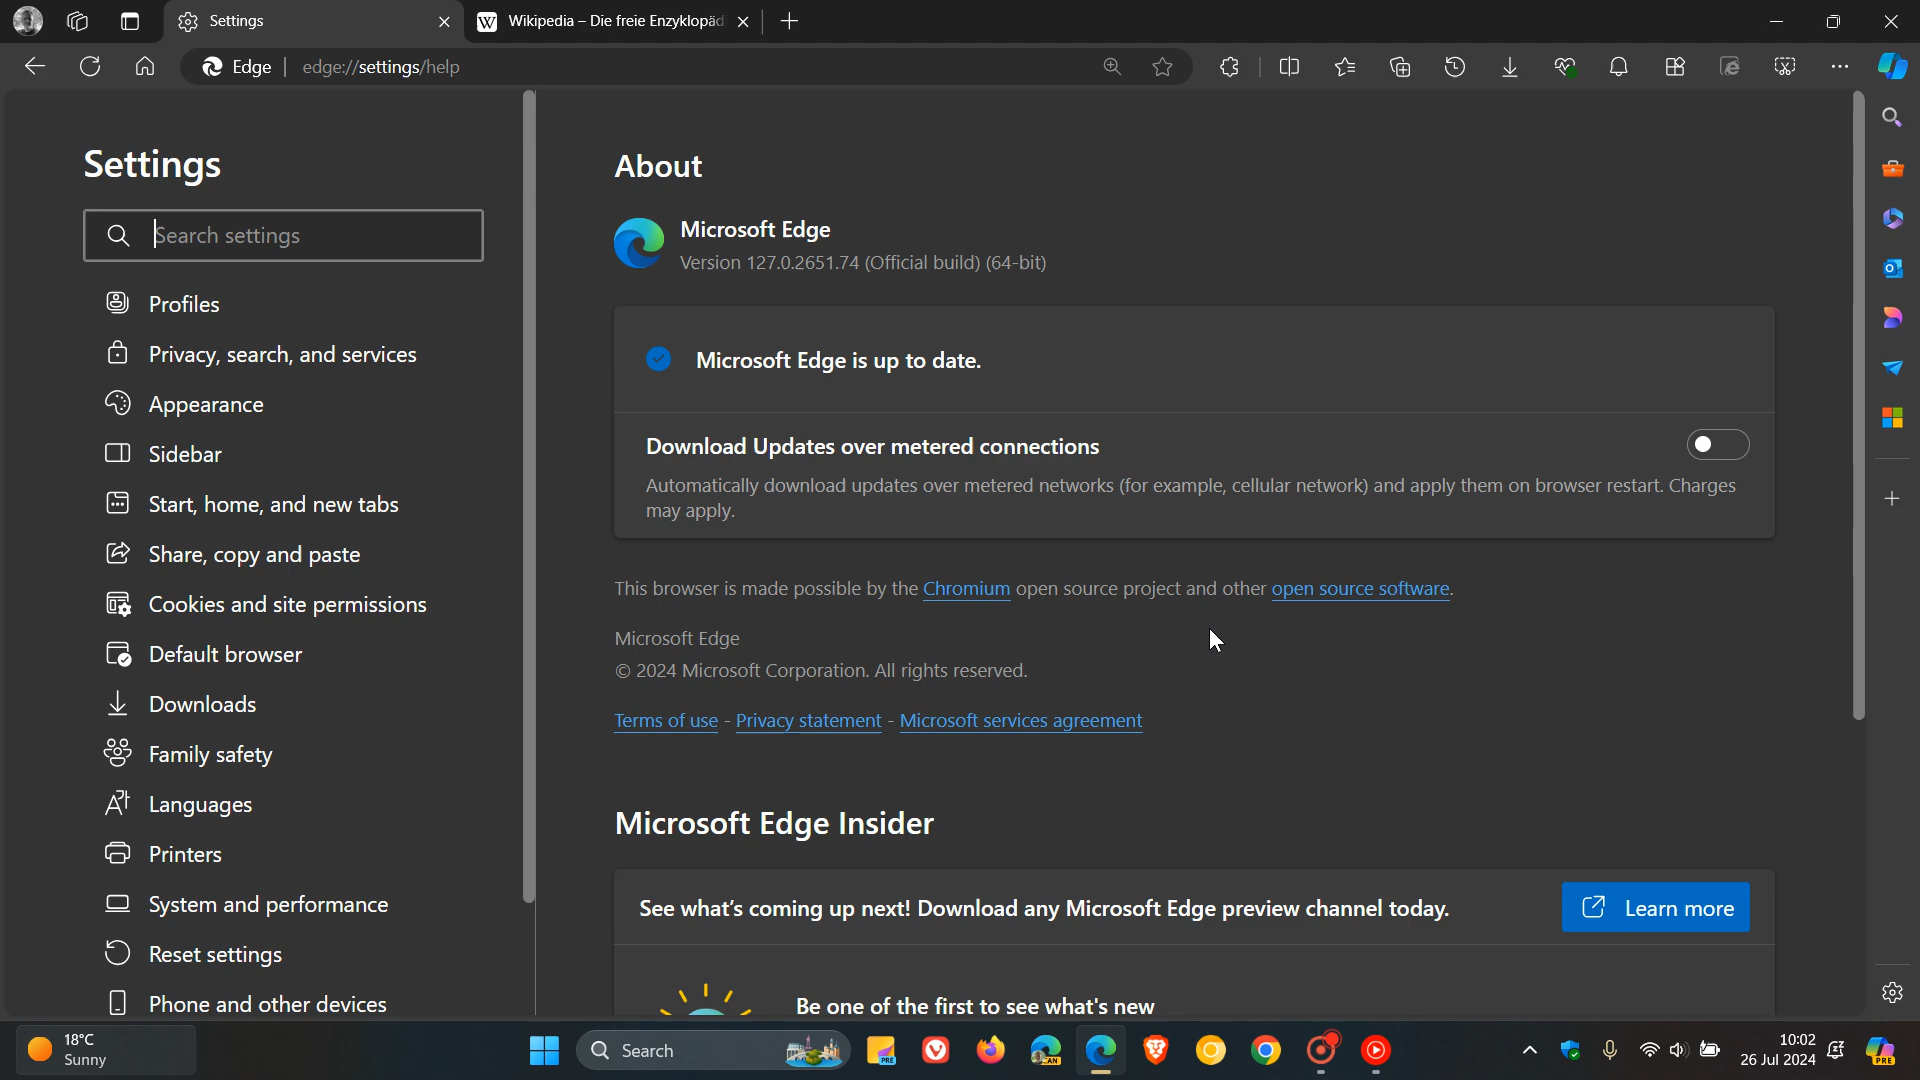 Settings
Wikipedia – Die freie Enzyklopäd
Edge
edge://settings/help
Settings
Search settings
Profiles
Privacy, search, and services
Appearance
Sidebar
Start, home, and new tabs
Share, copy and paste
Cookies and site permissions
Default browser
Downloads
Family safety
Languages
Printers
System and performance
Reset settings
Phone and other devices
About
Microsoft Edge
Version 127.0.2651.74 (Official build) (64-bit)
Microsoft Edge is up to date.
Download Updates over metered connections
Automatically download updates over metered networks (for example, cellular network) and apply them on browser restart. Charges
may apply.
This browser is made possible by the Chromium open source project and other open source software.
Microsoft Edge
© 2024 Microsoft Corporation. All rights reserved.
Terms of use - Privacy statement - Microsoft services agreement
Microsoft Edge Insider
See what's coming up next! Download any Microsoft Edge preview channel today.
Learn more
Be one of the first to see what's new
18°C
Sunny
Search
PRE
CAN
10:02
26 Jul 2024
PRE